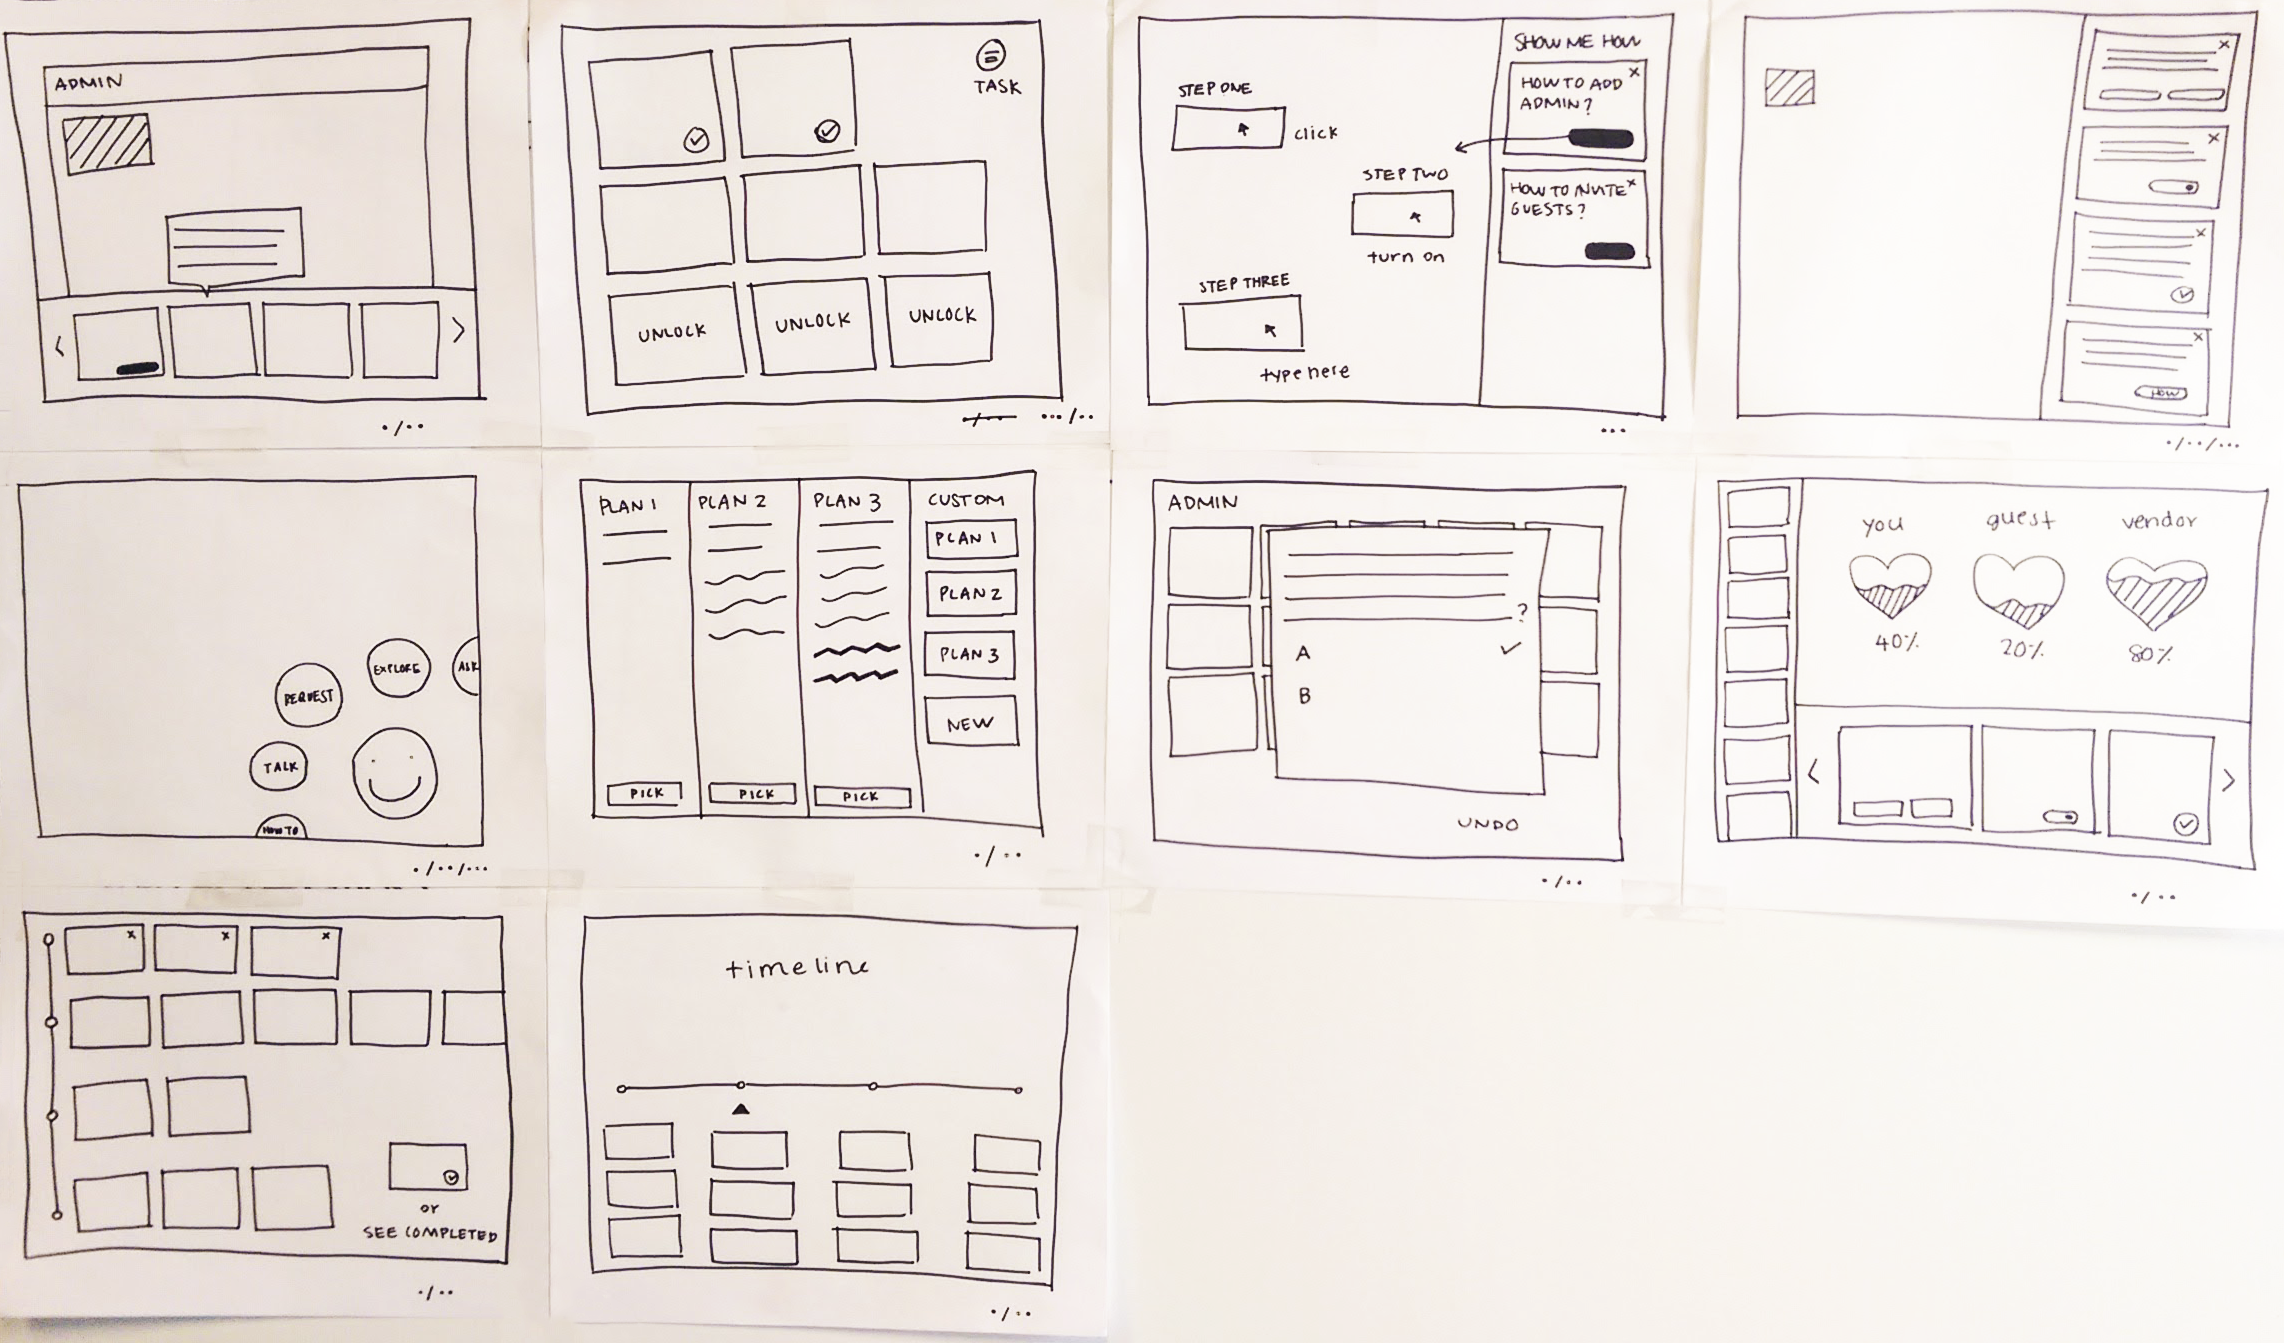 ADMIN
TASK
UNLOCK
UNLOCK
UNLOCK
SHOW ME HOW
STEP ONE
click
STEP TWO
turn on
STEP THREE
type here
HOW TO ADD
ADMIN?
HOW TO INVITE
GUESTS?
HOW
REQUEST
EXPLORE
ASK
TALK
HOW TO
PLAN 1
PLAN 2
PLAN 3
CUSTOM
PLAN 1
PLAN 2
PLAN 3
NEW
PICK
PICK
PICK
ADMIN
?
A
B
UNDO
you
guest
vendor
40%
20%
80%
or
SEE COMPLETED
timeline